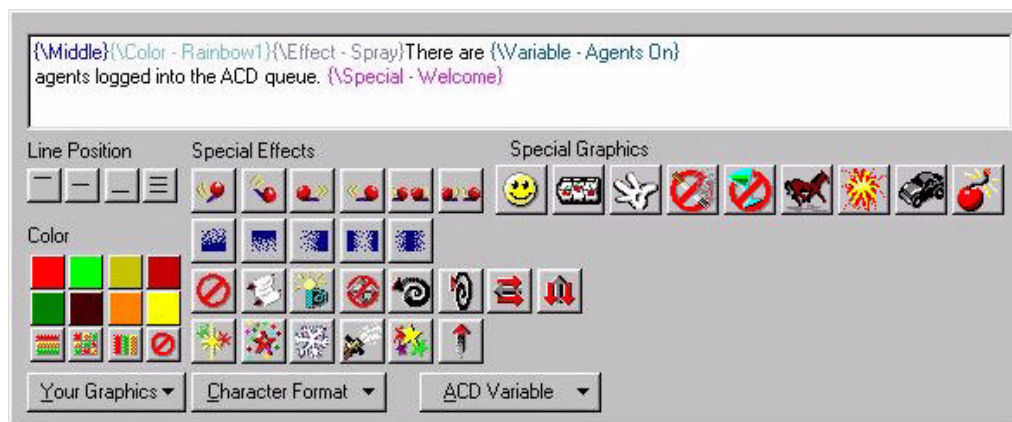 {\Middle}{\Color - Rainbow1}{\Effect - Spray}There are {\Variable - Agents On}
agents logged into the ACD queue. {\Special - Welcome}
Line Position
Special Effects
Special Graphics
Color
Your Graphics
Character Format
ACD Variable